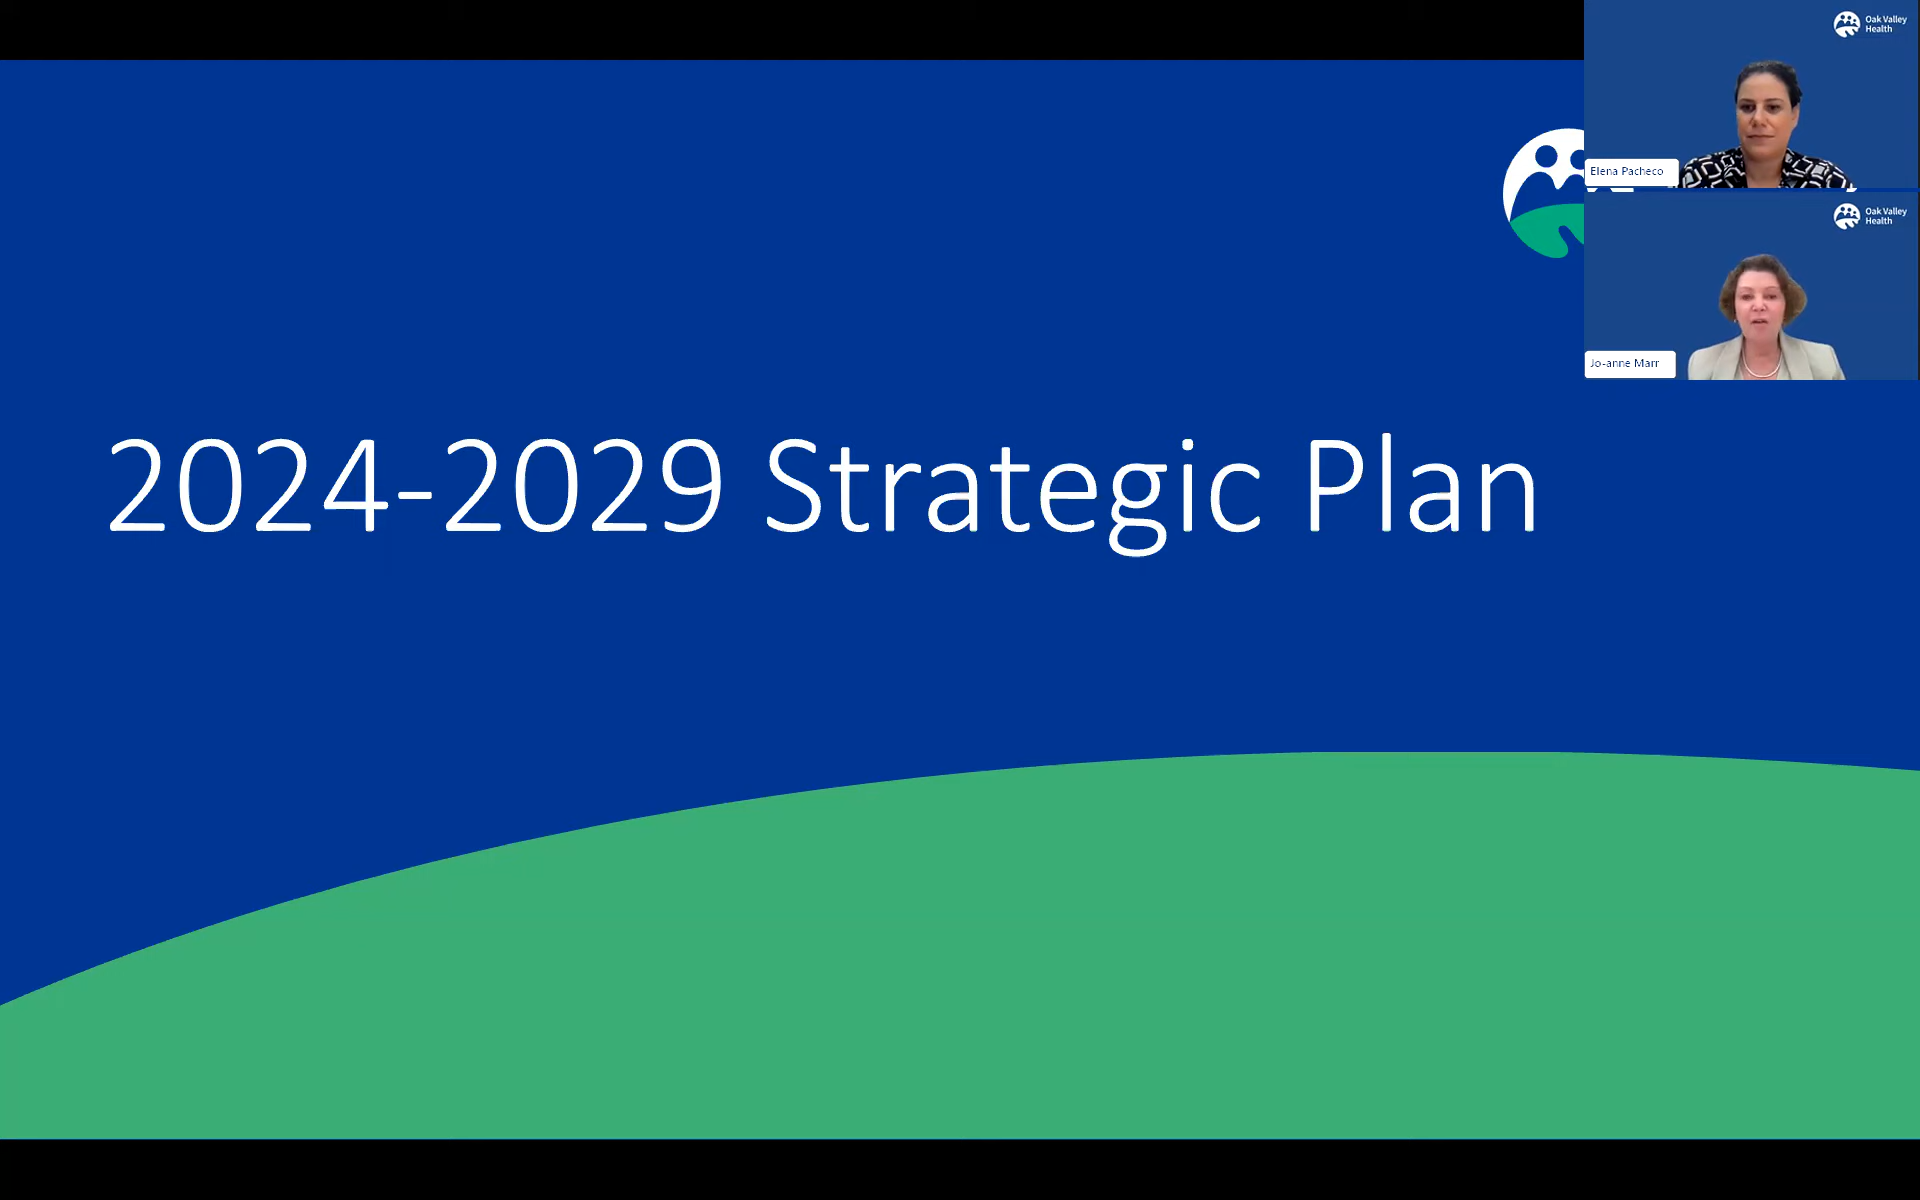 Oak Valley
Health
Elena Pacheco
Oak Valley
Health
Jo-anne Marr
2024-2029 Strategic Plan